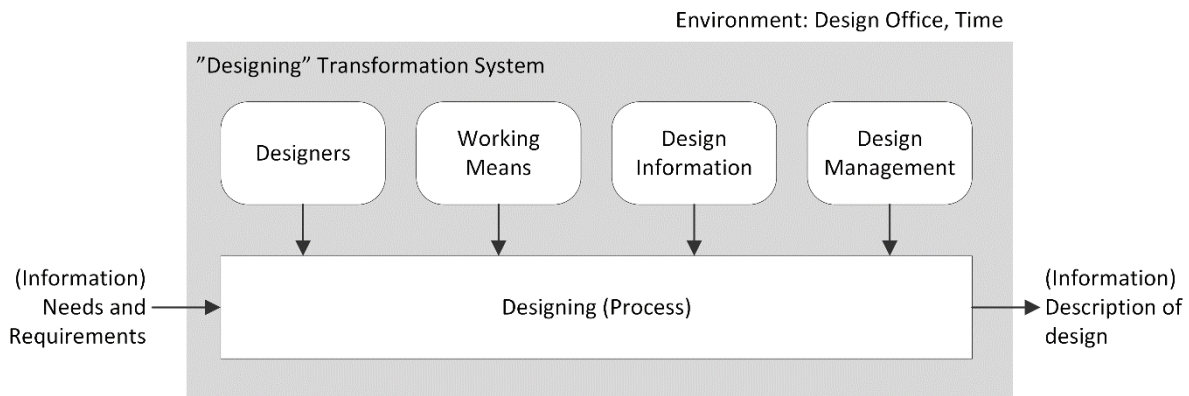 Environment: Design Office, Time
”Designing” Transformation System
Designers
Working
Means
Design
Information
Design
Management
(Information)
Needs and
Requirements
Designing (Process)
(Information)
Description of
design